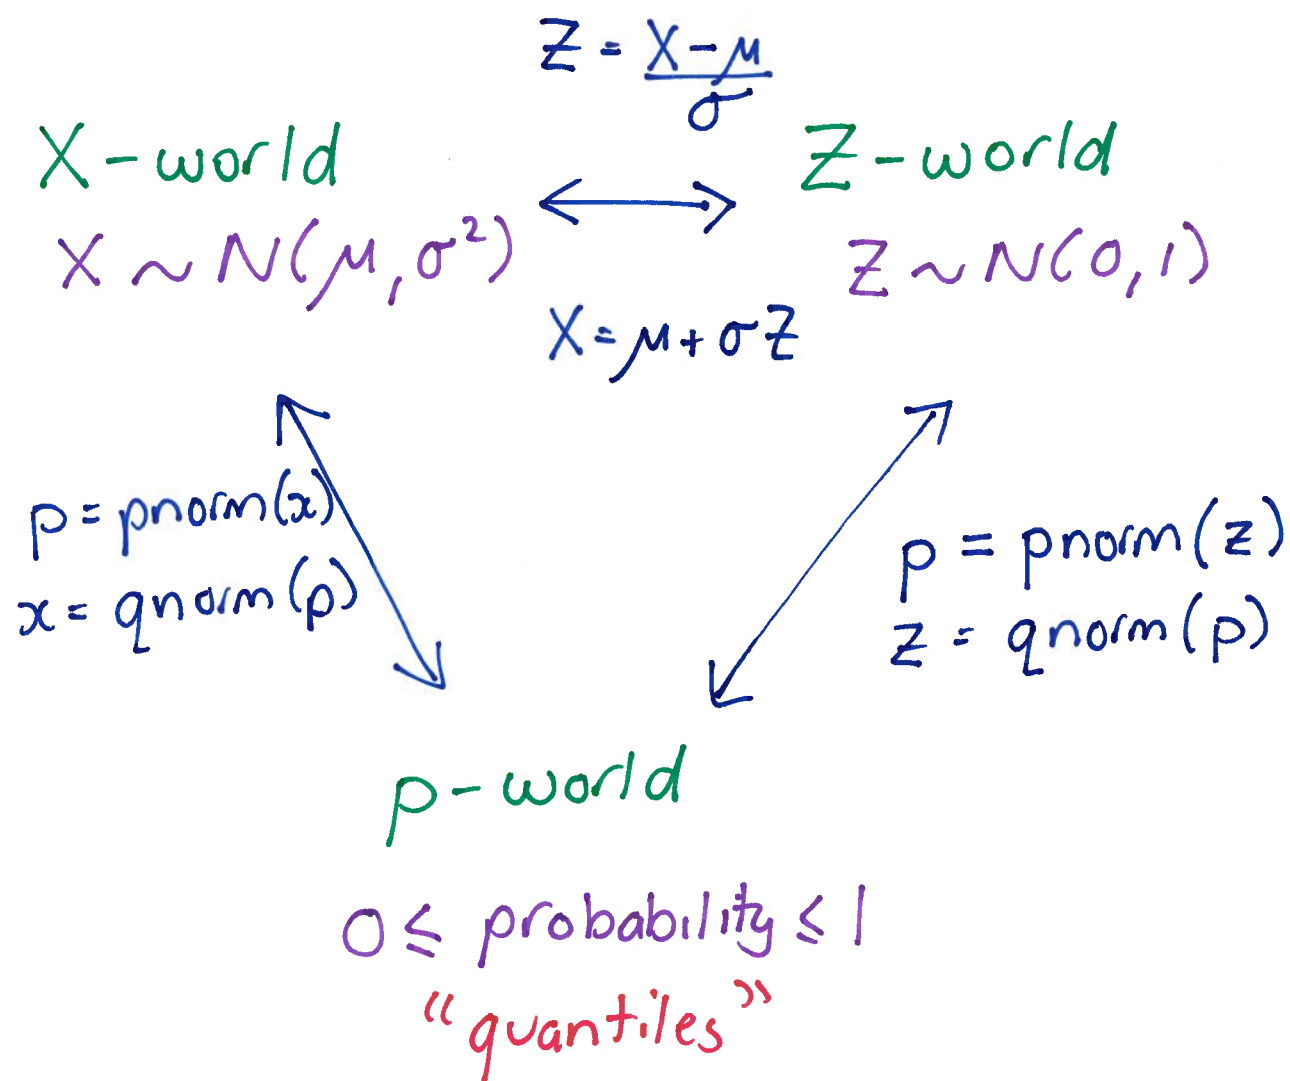 Z = X - μ
σ
X-world
Z-world
X ~ N(μ, σ²)
Z ~ N(0, 1)
X = μ + σZ
p = pnorm(x)
x = qnorm(p)
p = pnorm(z)
z = qnorm(p)
p-world
0 ≤ probability ≤ 1
"quantiles"